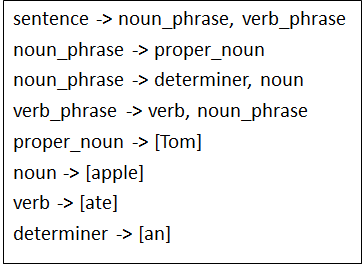 sentence -> noun_phrase, verb_phrase
noun_phrase -> proper_noun
noun_phrase -> determiner, noun
verb_phrase -> verb, noun_phrase
proper_noun -> [Tom]
noun -> [apple]
verb -> [ate]
determiner -> [an]